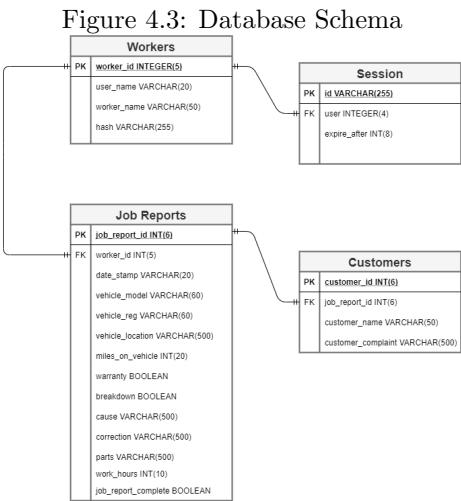 Figure 4.3: Database Schema
Workers
PK worker_id INTEGER(5)
user_name VARCHAR(20)
worker_name VARCHAR(50)
hash VARCHAR(255)
Session
PK id VARCHAR(255)
FK user INTEGER(4)
expire_after INT(8)
Job Reports
PK job_report_id INT(6)
FK worker_id INT(5)
date_stamp VARCHAR(20)
vehicle_model VARCHAR(60)
vehicle_reg VARCHAR(60)
vehicle_location VARCHAR(500)
miles_on_vehicle INT(20)
warranty BOOLEAN
breakdown BOOLEAN
cause VARCHAR(500)
correction VARCHAR(500)
parts VARCHAR(500)
work_hours INT(10)
job_report_complete BOOLEAN
Customers
PK customer_id INT(6)
FK job_report_id INT(6)
customer_name VARCHAR(50)
customer_complaint VARCHAR(500)